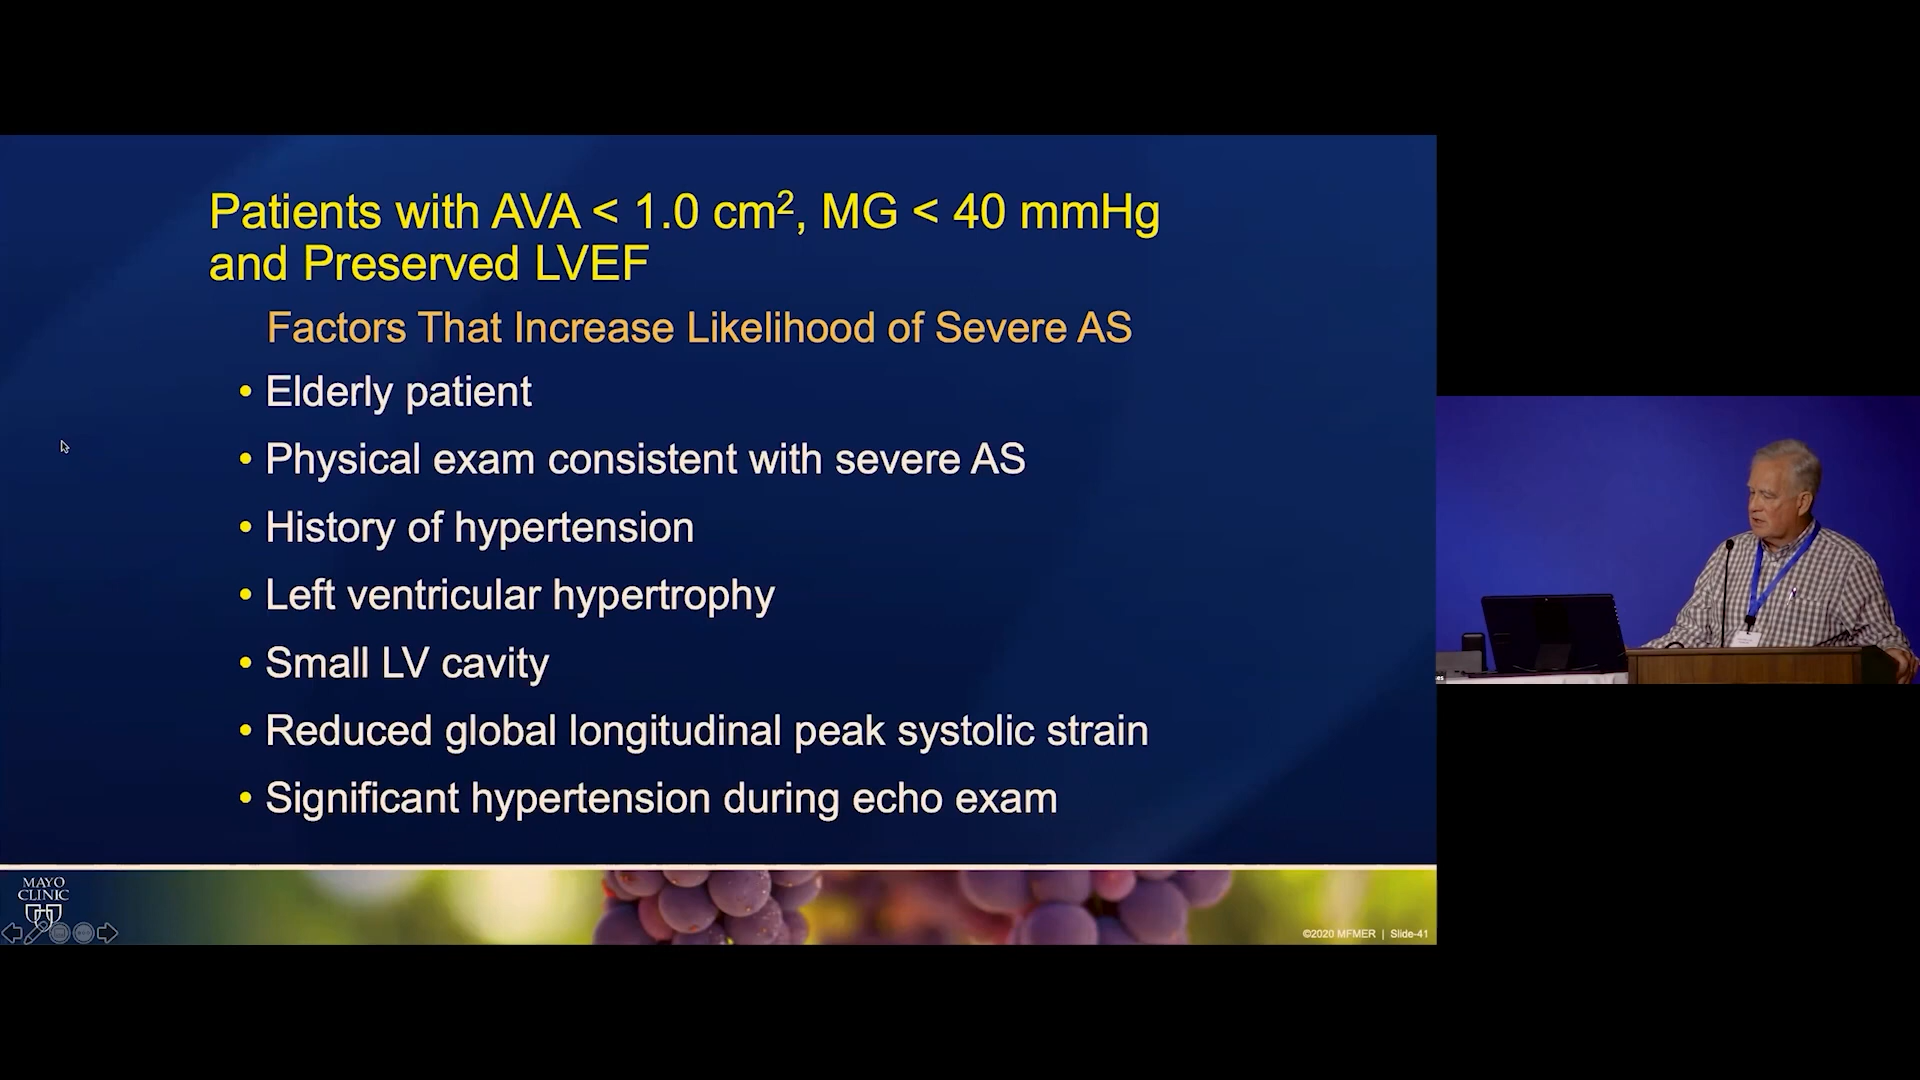 Patients with AVA < 1.0 cm², MG < 40 mmHg
and Preserved LVEF
Factors That Increase Likelihood of Severe AS
• Elderly patient
• Physical exam consistent with severe AS
• History of hypertension
• Left ventricular hypertrophy
• Small LV cavity
• Reduced global longitudinal peak systolic strain
• Significant hypertension during echo exam
MAYO
CLINIC
©2020 MFMER | Slide-41